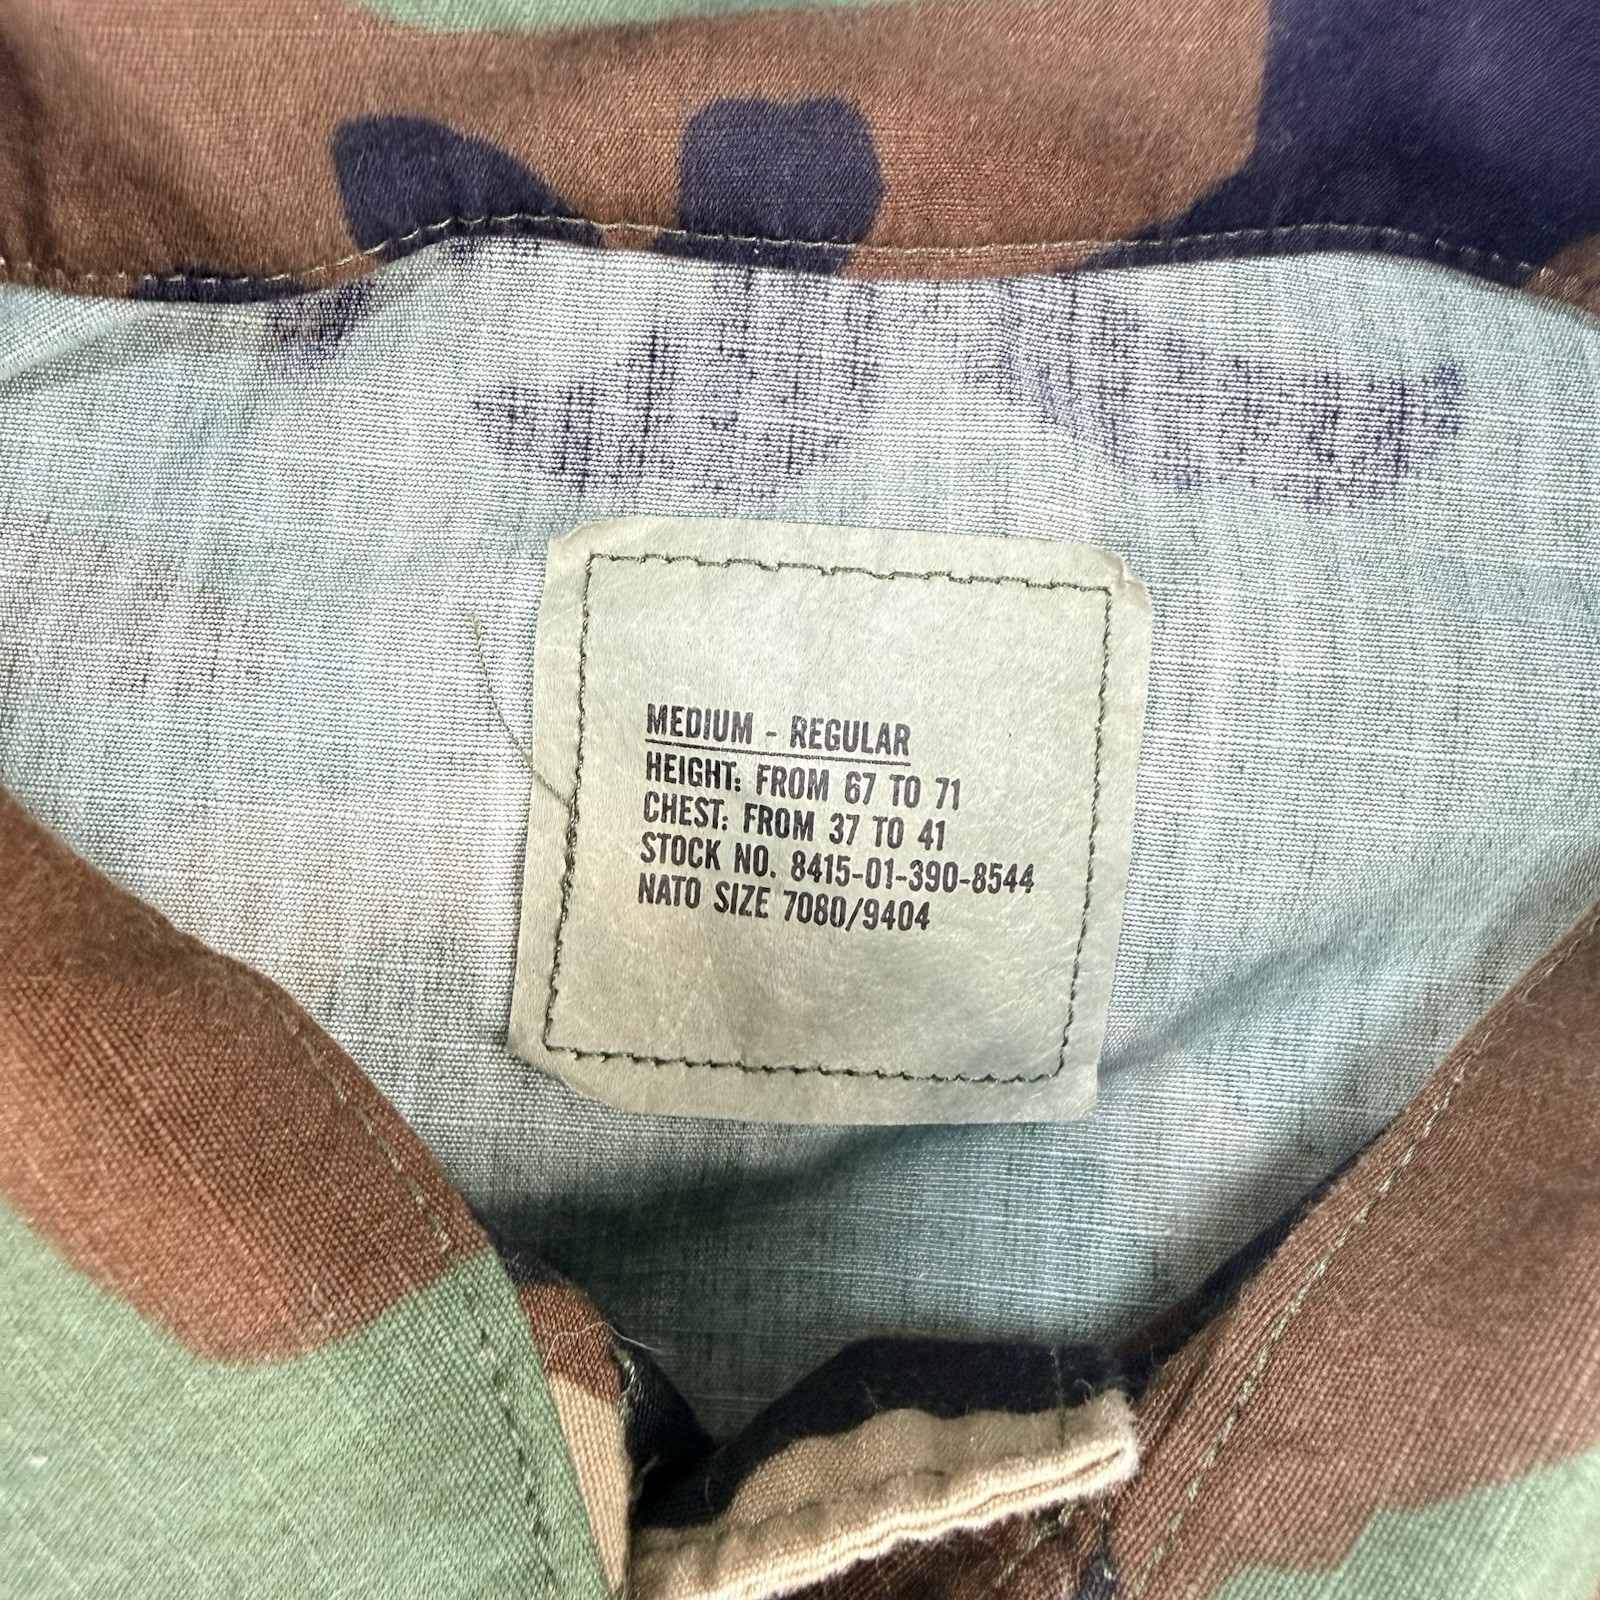 MEDIUM - REGULAR
HEIGHT: FROM 67 TO 71
CHEST: FROM 37 TO 41
STOCK NO. 8415-01-390-8544
NATO SIZE 7080/9404